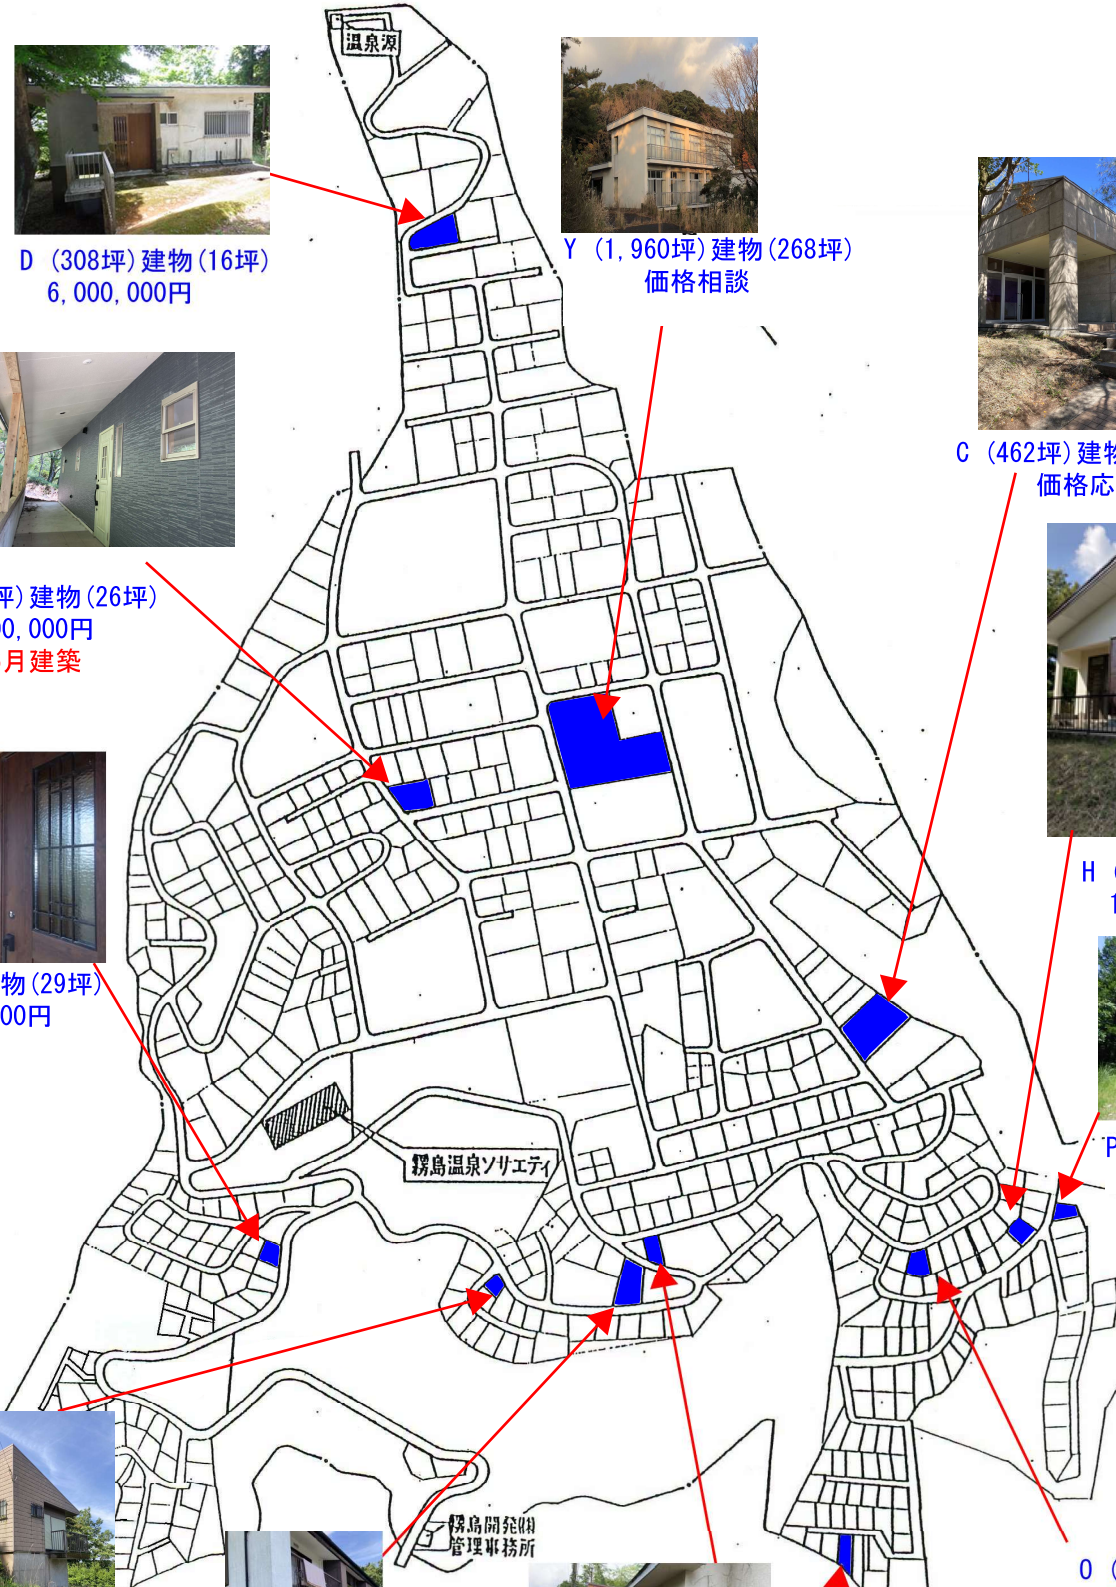 温泉源
D (308坪)建物(16坪)
6,000,000円
Y (1,960坪)建物(268坪)
価格相談
C (462坪)建物
価格応
坪)建物(26坪)
00,000円
月建築
H (
1
物(29坪)
00円
P
霧島温泉ソサエティ
霧島開発㈱
管理事務所
O (